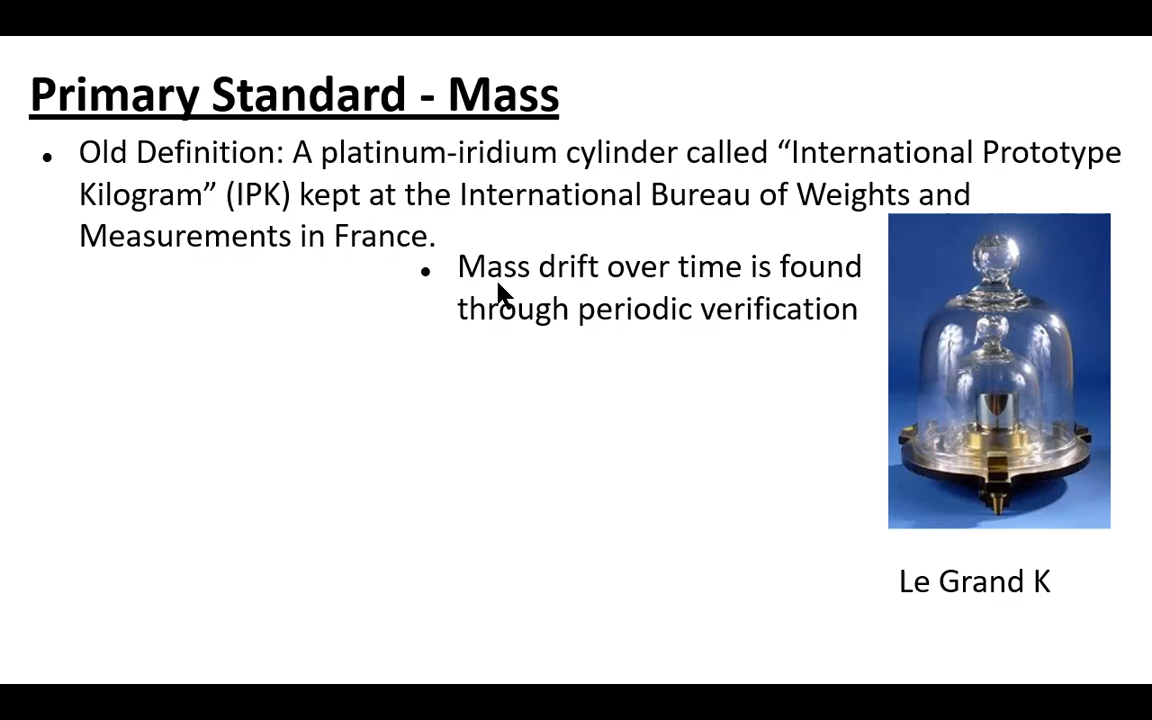 Primary Standard - Mass
• Old Definition: A platinum-iridium cylinder called “International Prototype
Kilogram” (IPK) kept at the International Bureau of Weights and
Measurements in France.
• Mass drift over time is found
through periodic verification
Le Grand K